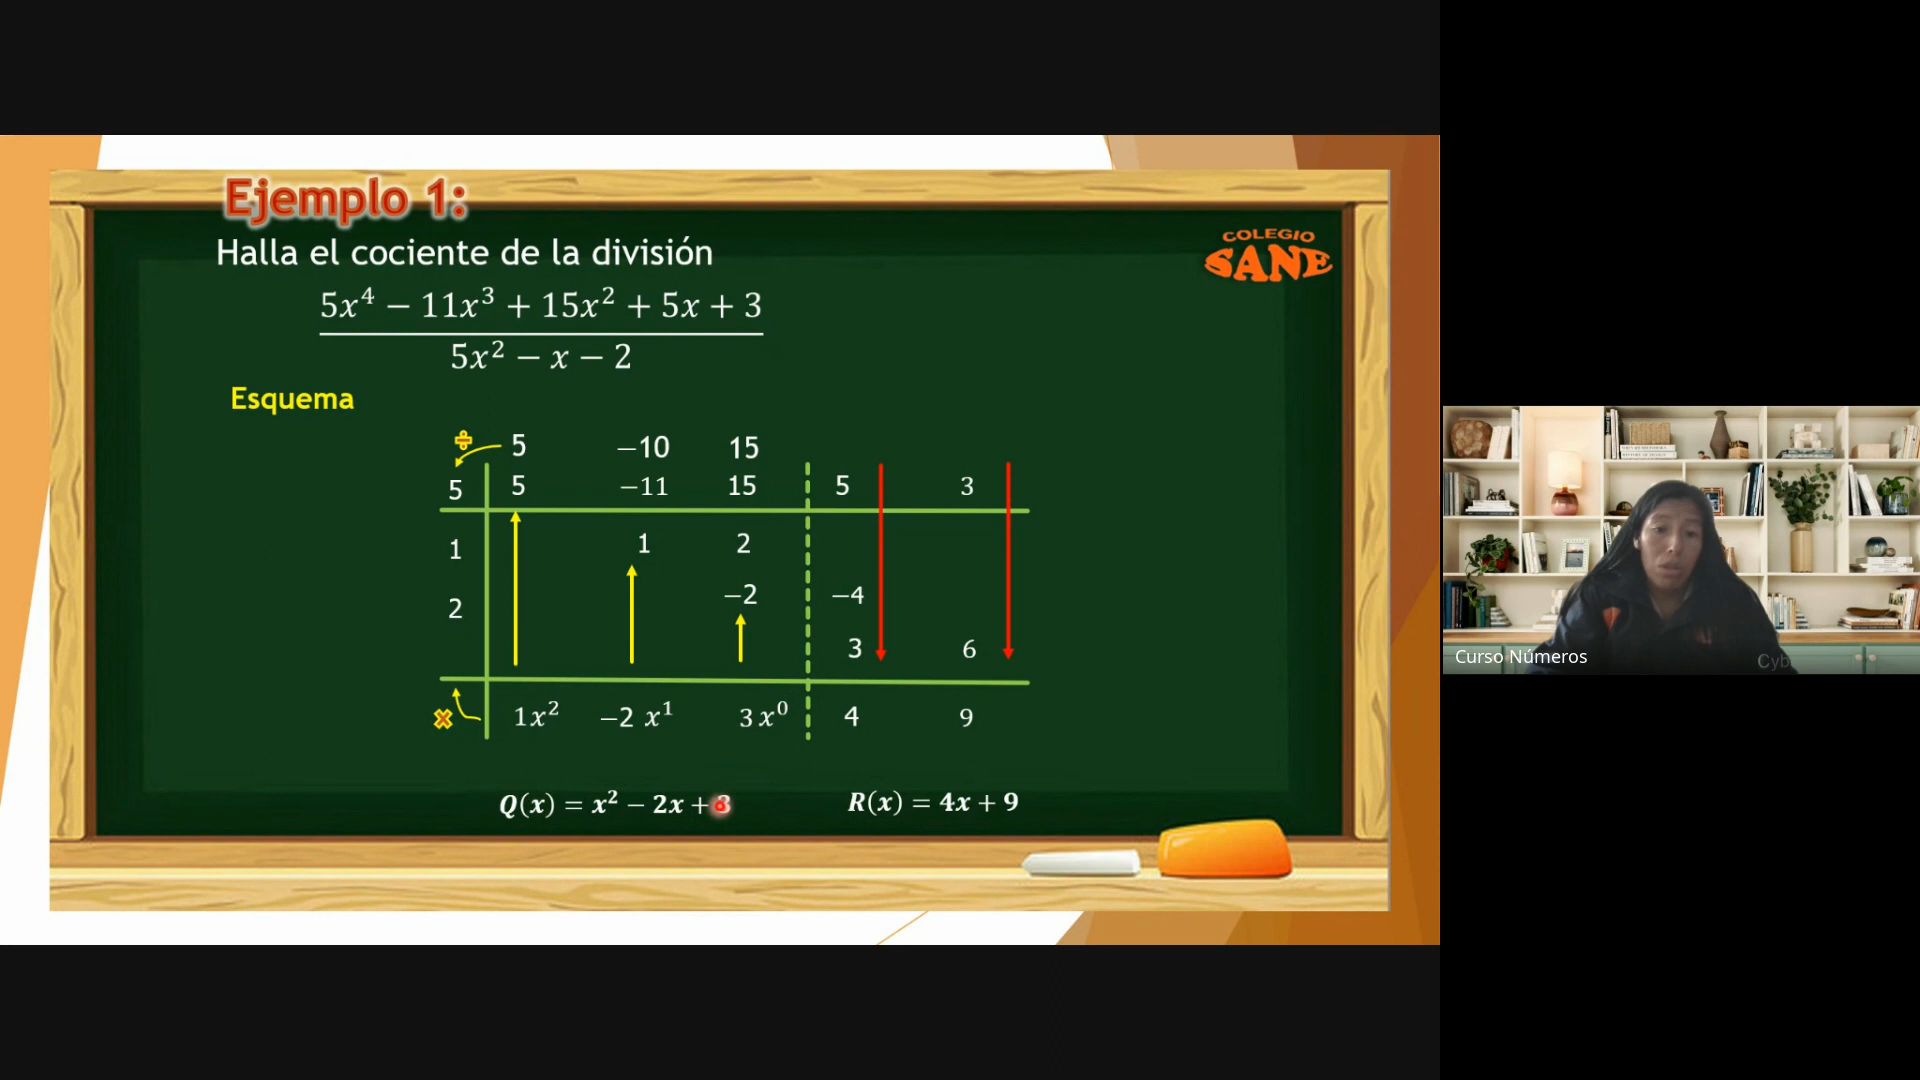 Ejemplo 1:
COLEGIO
SANE
Halla el cociente de la división
5x⁴ − 11x³ + 15x² + 5x + 3
5x² − x − 2
Esquema
÷ 5 −10 15
5 5 −11 15 5 3
1 1 2
2 −2 −4
3 6
× 1x² −2 x¹ 3 x⁰ 4 9
Q(x) = x² − 2x + 3 R(x) = 4x + 9
Curso Números